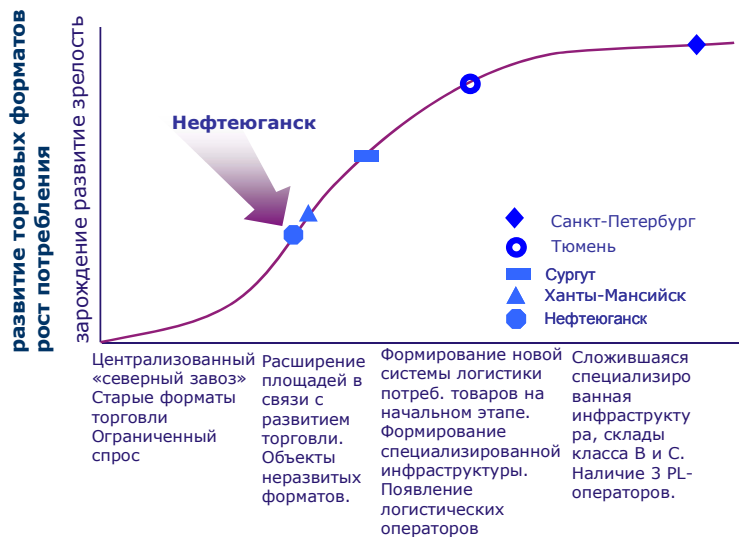 развитие торговых форматов
рост потребления
зарождение развитие зрелость
Нефтеюганск
Санкт-Петербург
Тюмень
Сургут
Ханты-Мансийск
Нефтеюганск
Централизованный
«северный завоз»
Старые форматы
торговли
Ограниченный
спрос
Расширение
площадей в
связи с
развитием
торговли.
Объекты
неразвитых
форматов.
Формирование новой
системы логистики
потреб. товаров на
начальном этапе.
Формирование
специализированной
инфраструктуры.
Появление
логистических
операторов
Сложившаяся
специализиро
ванная
инфраструкту
ра, склады
класса В и С.
Наличие 3 PL-
операторов.